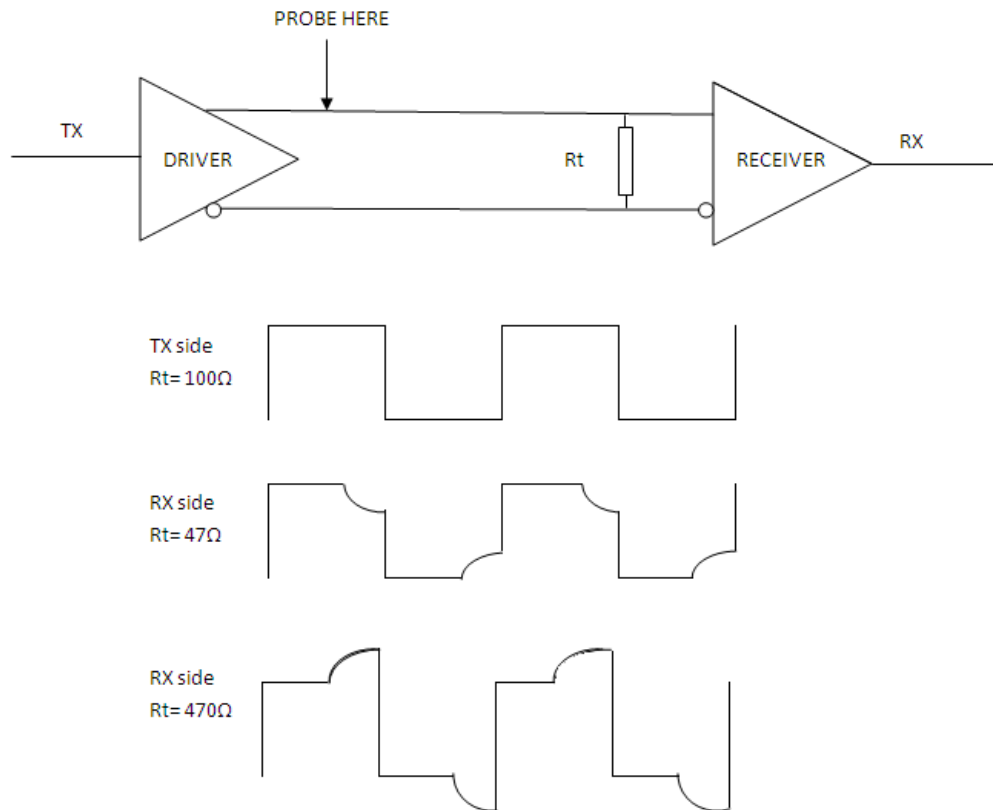 PROBE HERE
TX
DRIVER
Rt
RECEIVER
RX
TX side
Rt= 100Ω
RX side
Rt= 47Ω
RX side
Rt= 470Ω